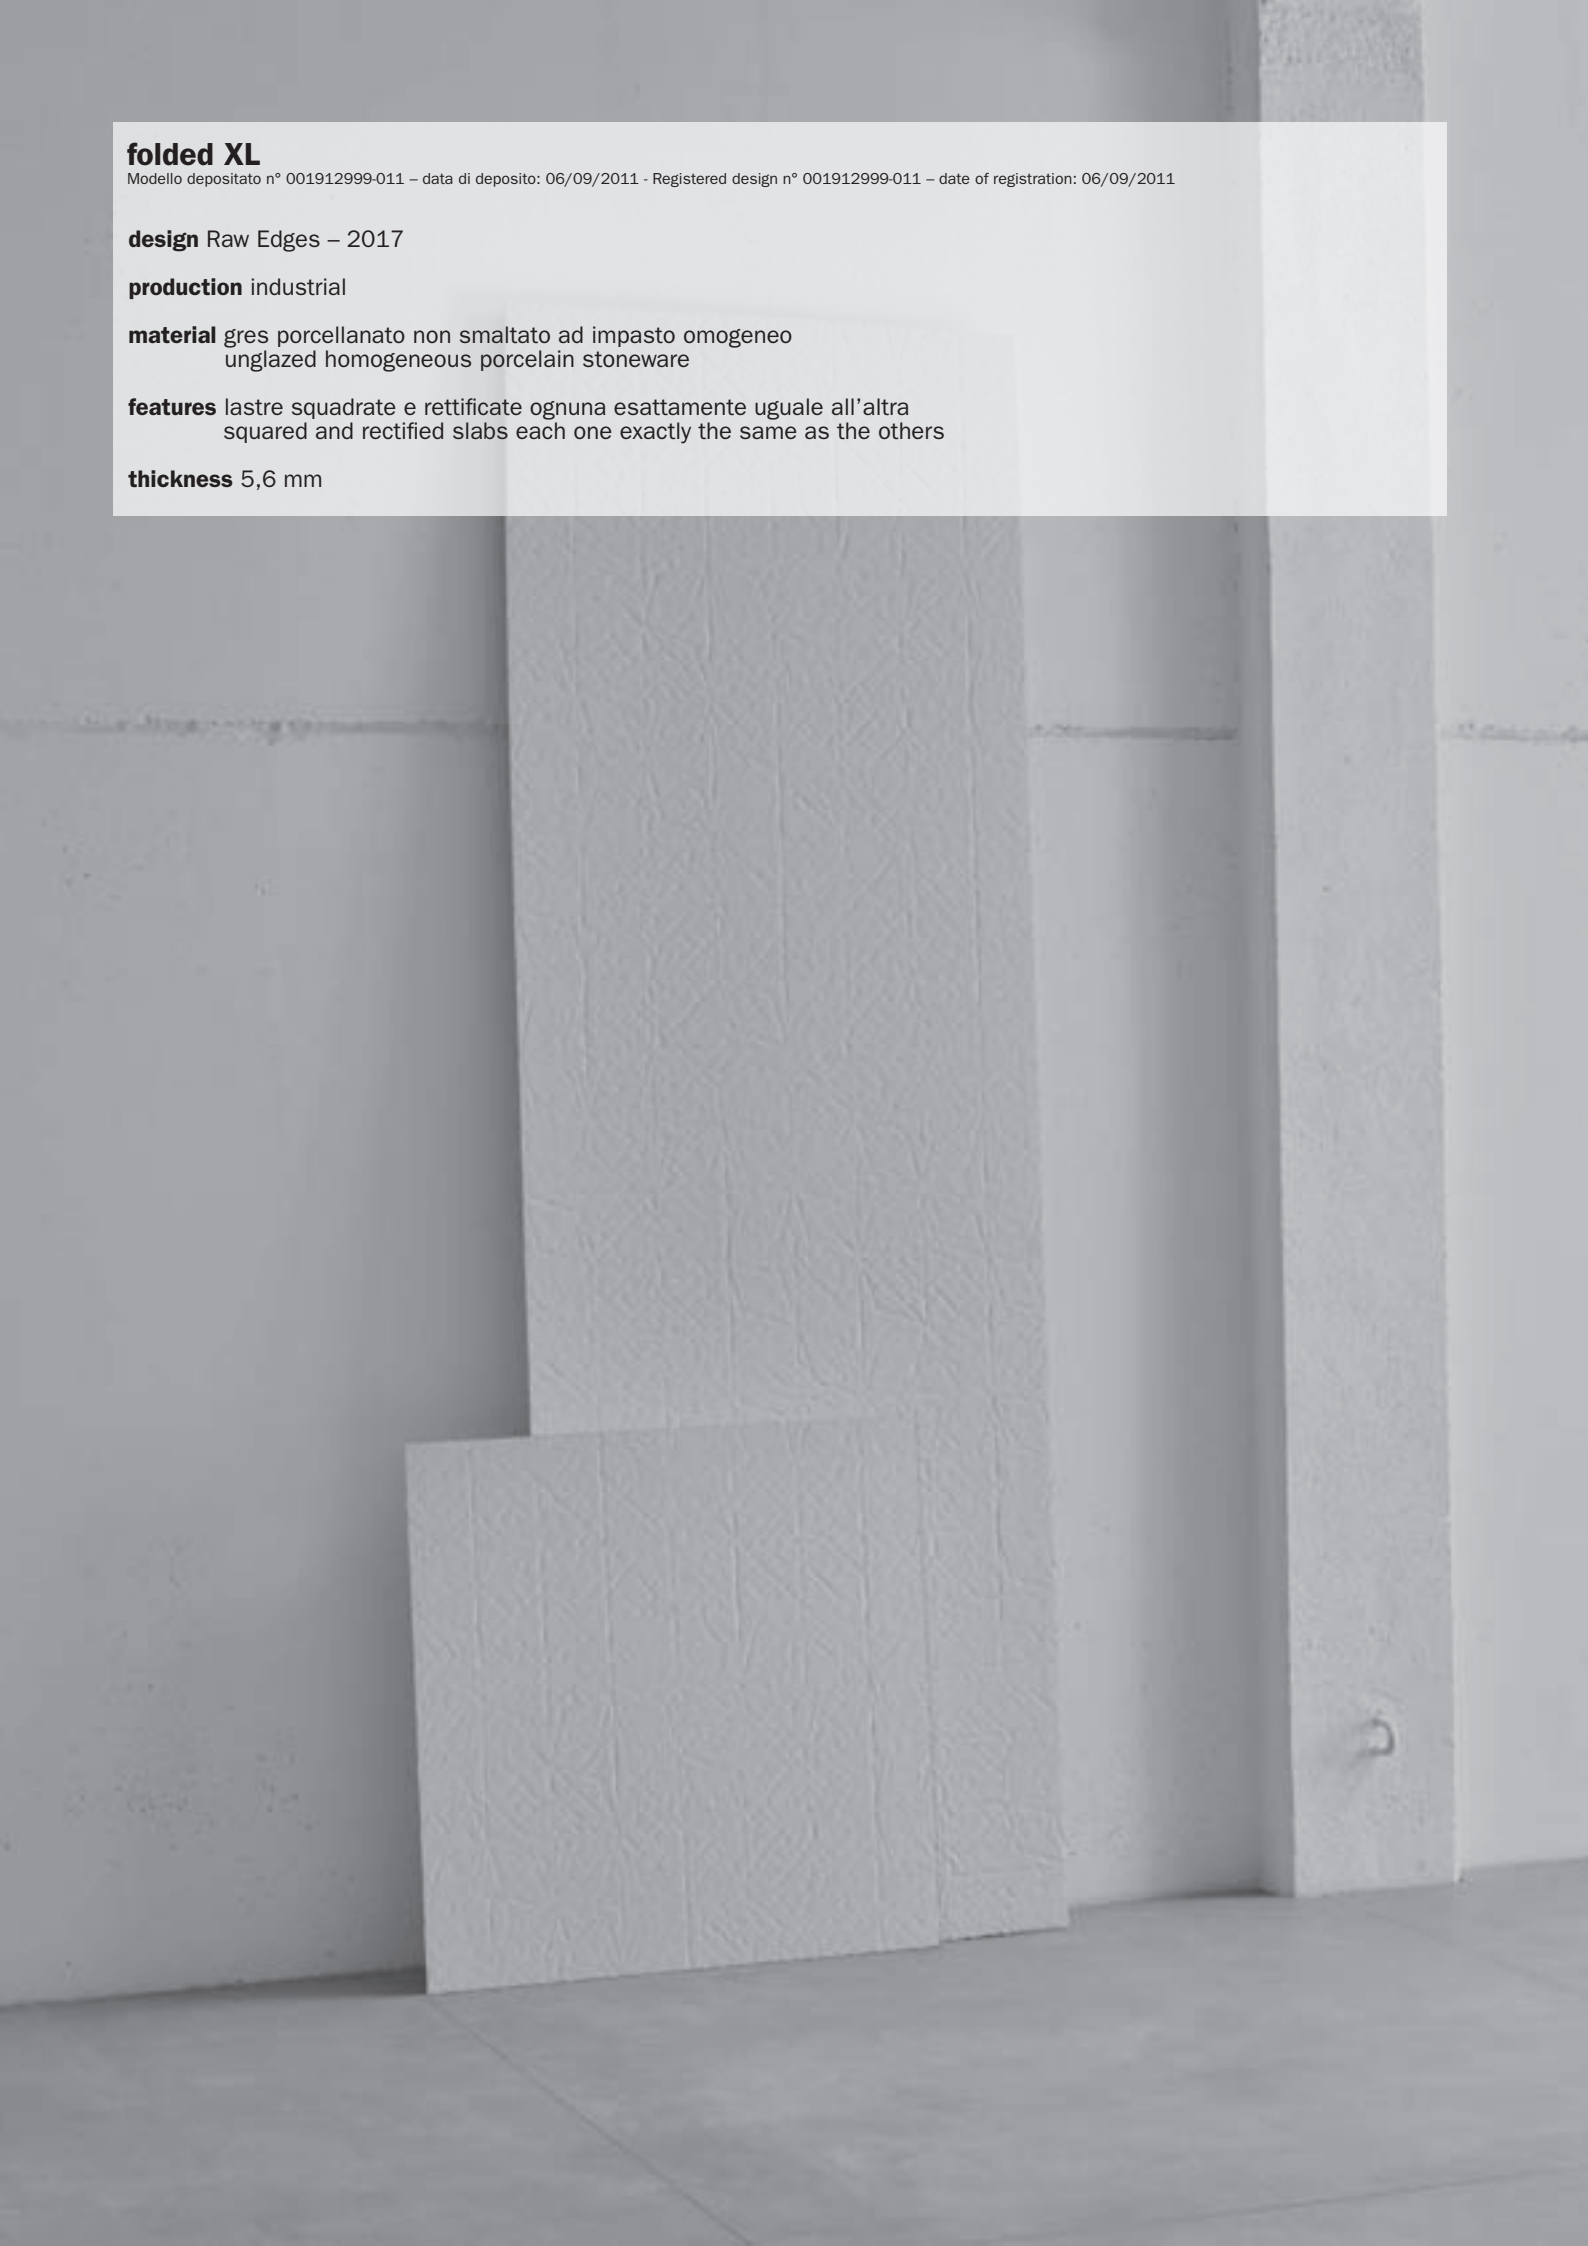 folded XL
Modello depositato n° 001912999-011 – data di deposito: 06/09/2011 - Registered design n° 001912999-011 – date of registration: 06/09/2011
design Raw Edges – 2017
production industrial
material gres porcellanato non smaltato ad impasto omogeneo
unglazed homogeneous porcelain stoneware
features lastre squadrate e rettificate ognuna esattamente uguale all’altra
squared and rectified slabs each one exactly the same as the others
thickness 5,6 mm